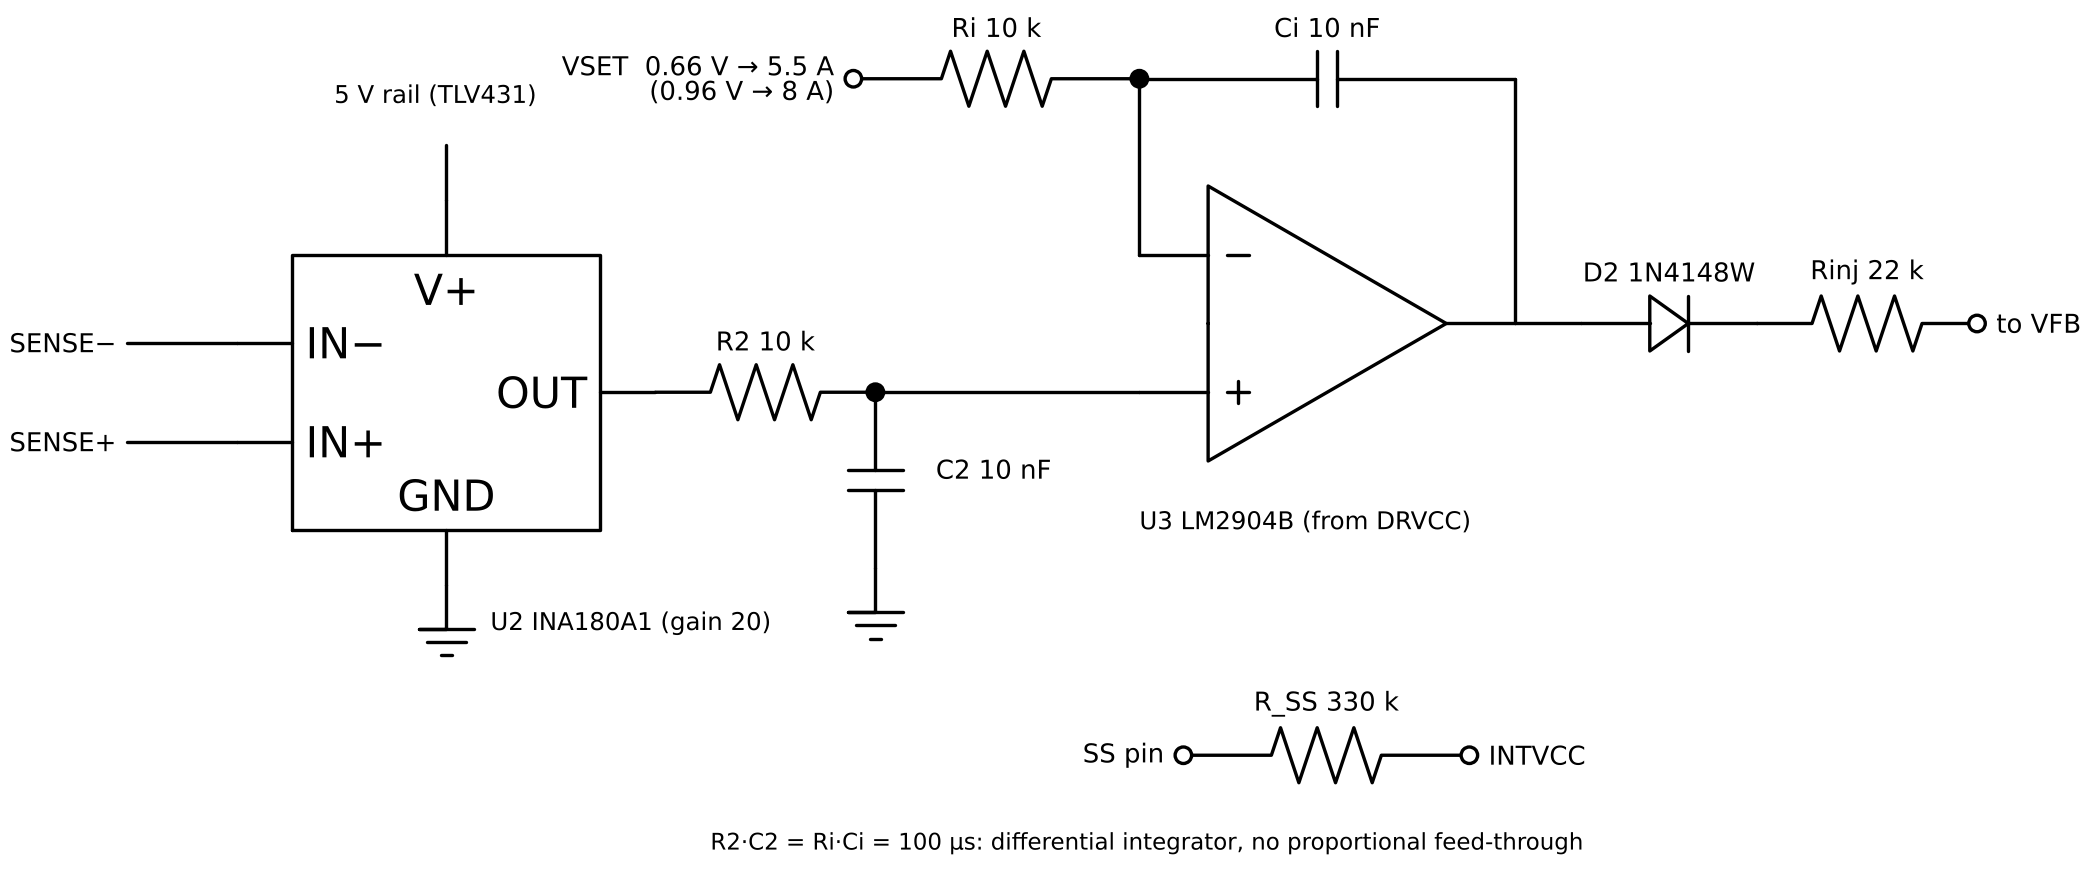 Ri 10 k
Ci 10 nF
VSET  0.66 V → 5.5 A
(0.96 V → 8 A)
5 V rail (TLV431)
V+
IN−
IN+
OUT
GND
SENSE−
SENSE+
R2 10 k
C2 10 nF
U2 INA180A1 (gain 20)
−
+
U3 LM2904B (from DRVCC)
D2 1N4148W
Rinj 22 k
to VFB
R_SS 330 k
SS pin
INTVCC
R2·C2 = Ri·Ci = 100 µs: differential integrator, no proportional feed-through